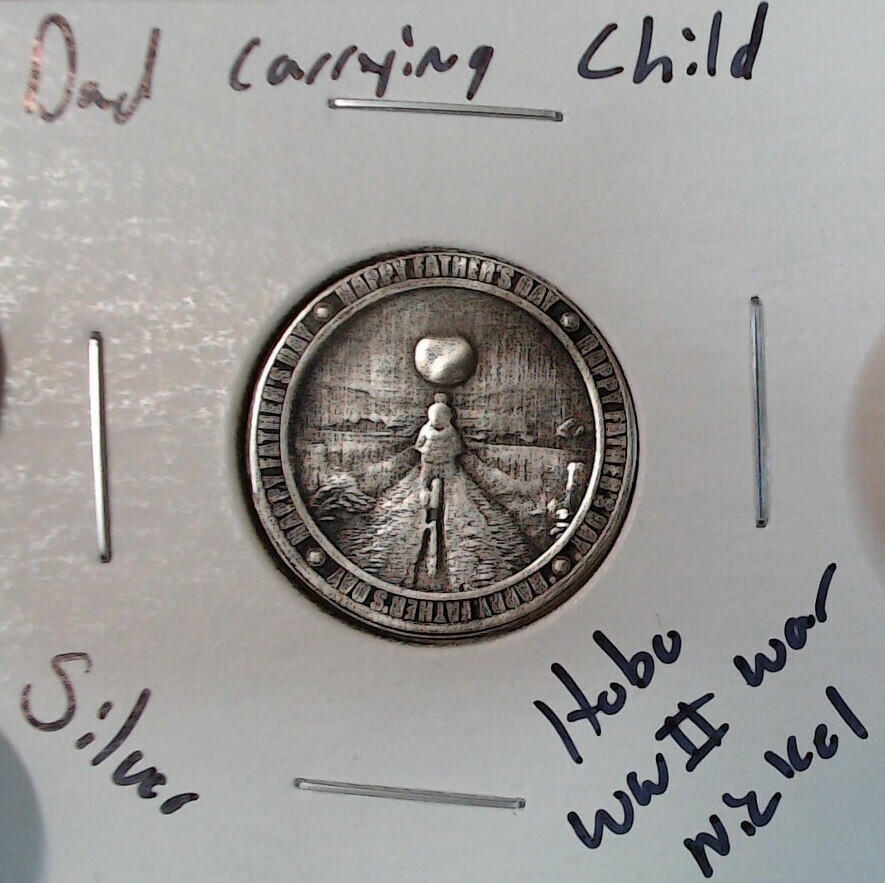 Dad Carrying Child
HAPPY FATHER'S DAY
HAPPY FATHER'S DAY
HAPPY FATHER'S DAY
HAPPY FATHER'S DAY
Silver
Hobo
WWII war
Nickel